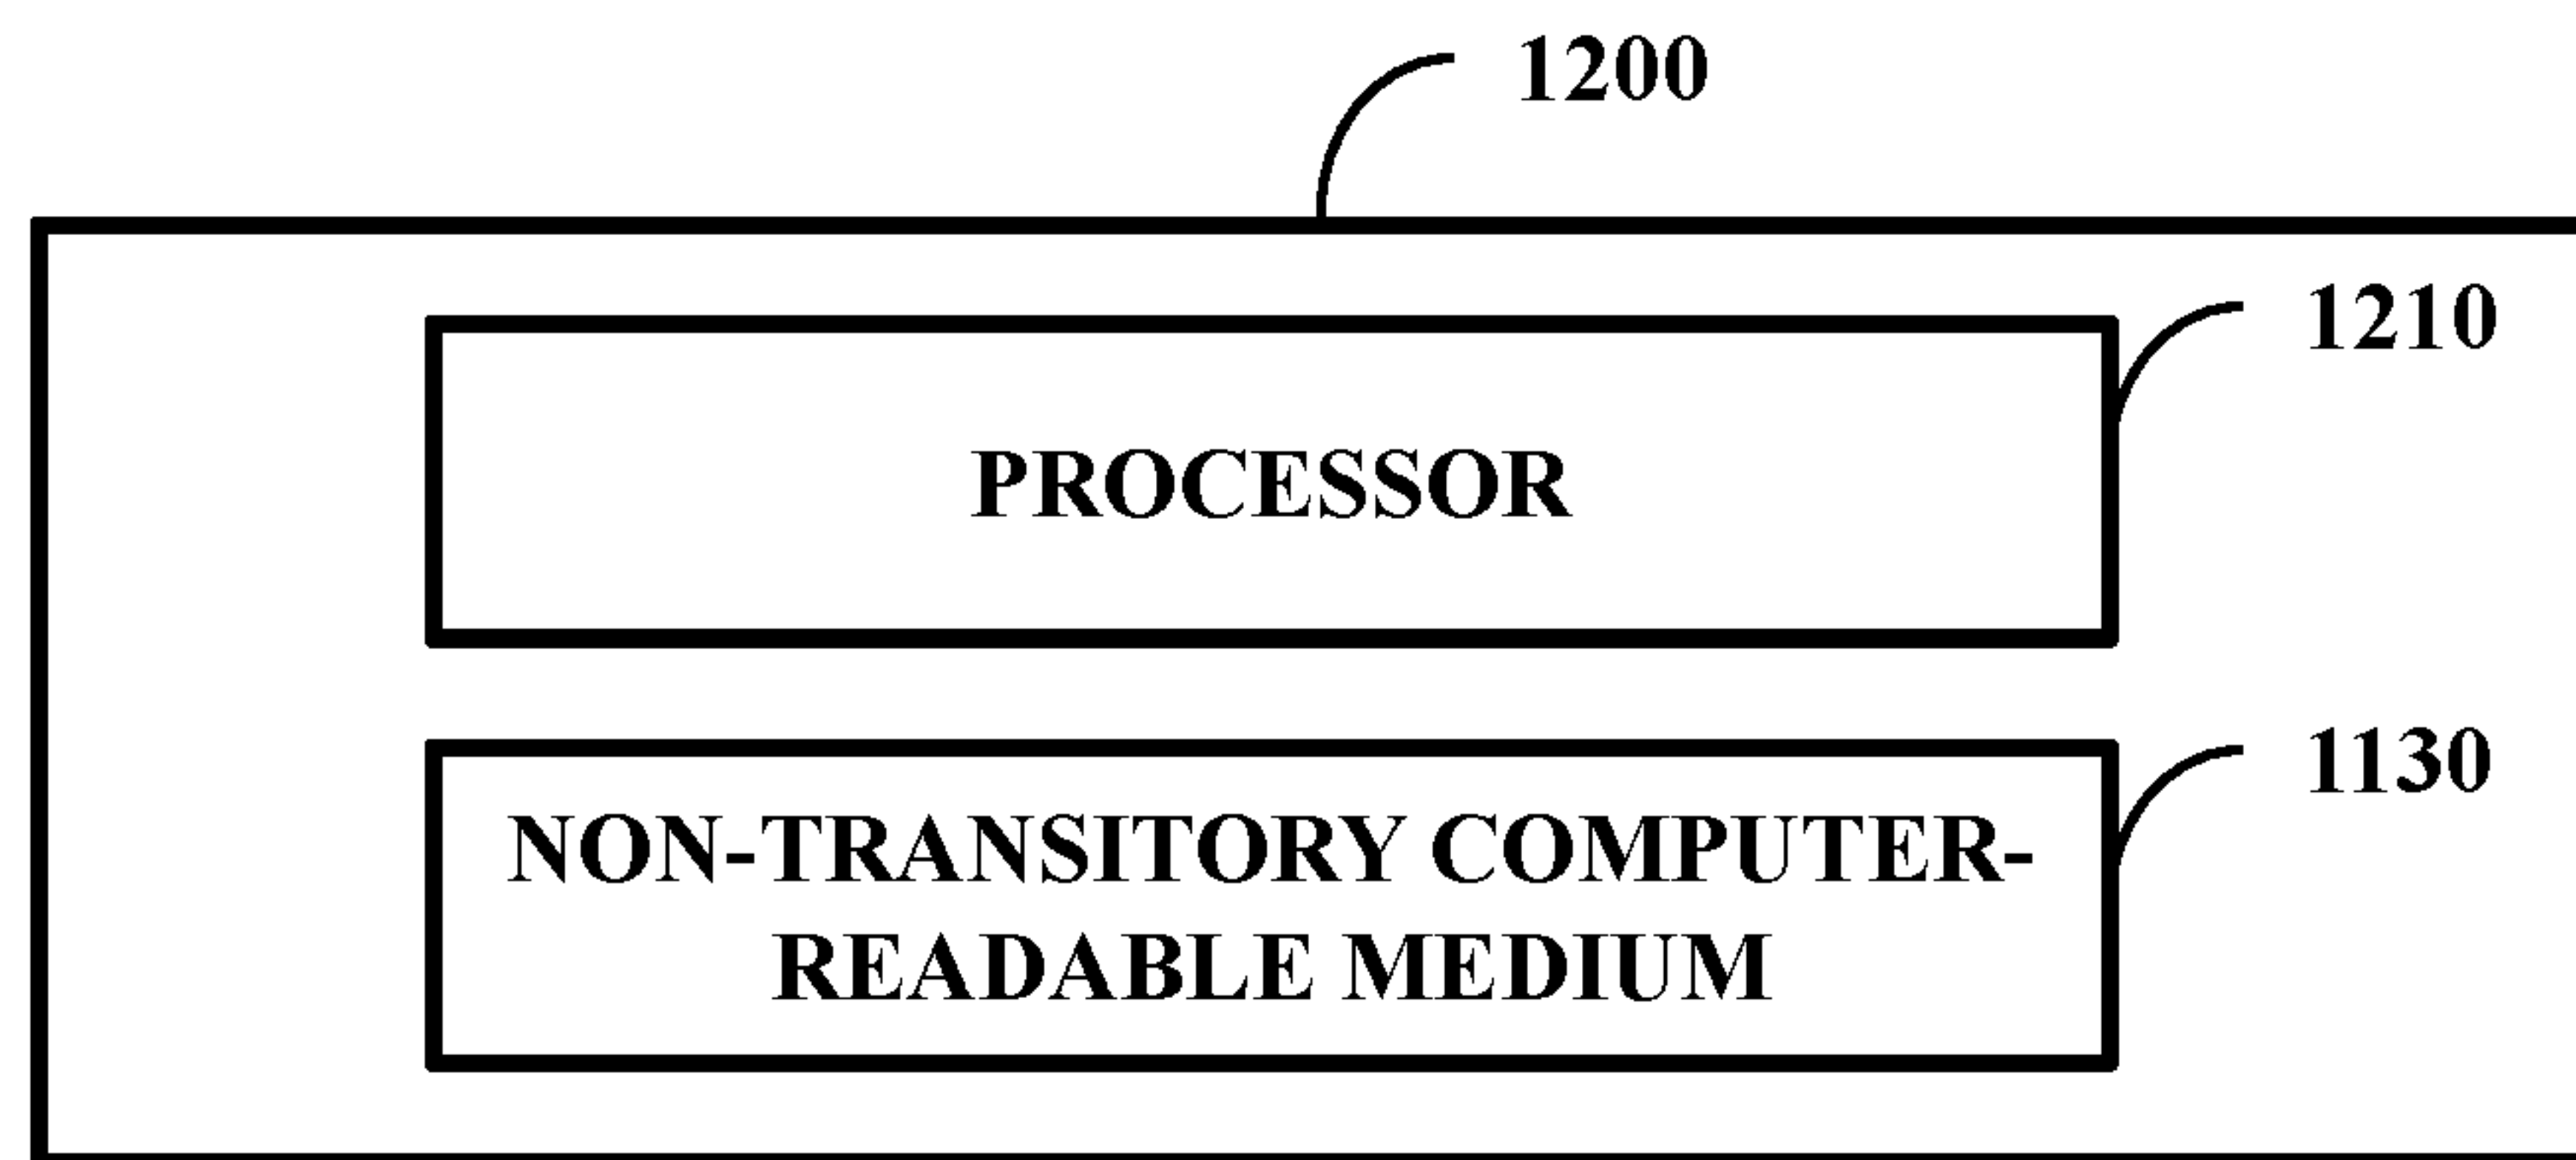 1200
1210
PROCESSOR
1130
NON-TRANSITORY COMPUTER-
READABLE MEDIUM